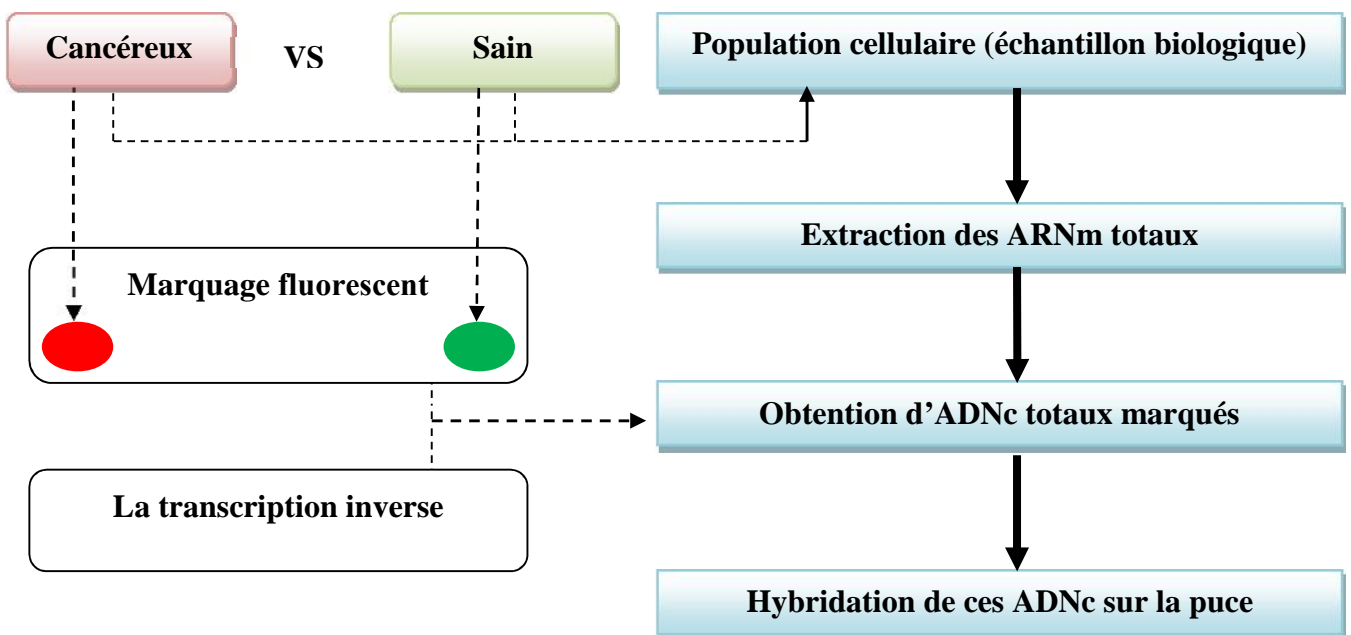 Cancéreux
VS
Sain
Population cellulaire (échantillon biologique)
Extraction des ARNm totaux
Marquage fluorescent
Obtention d’ADNc totaux marqués
La transcription inverse
Hybridation de ces ADNc sur la puce